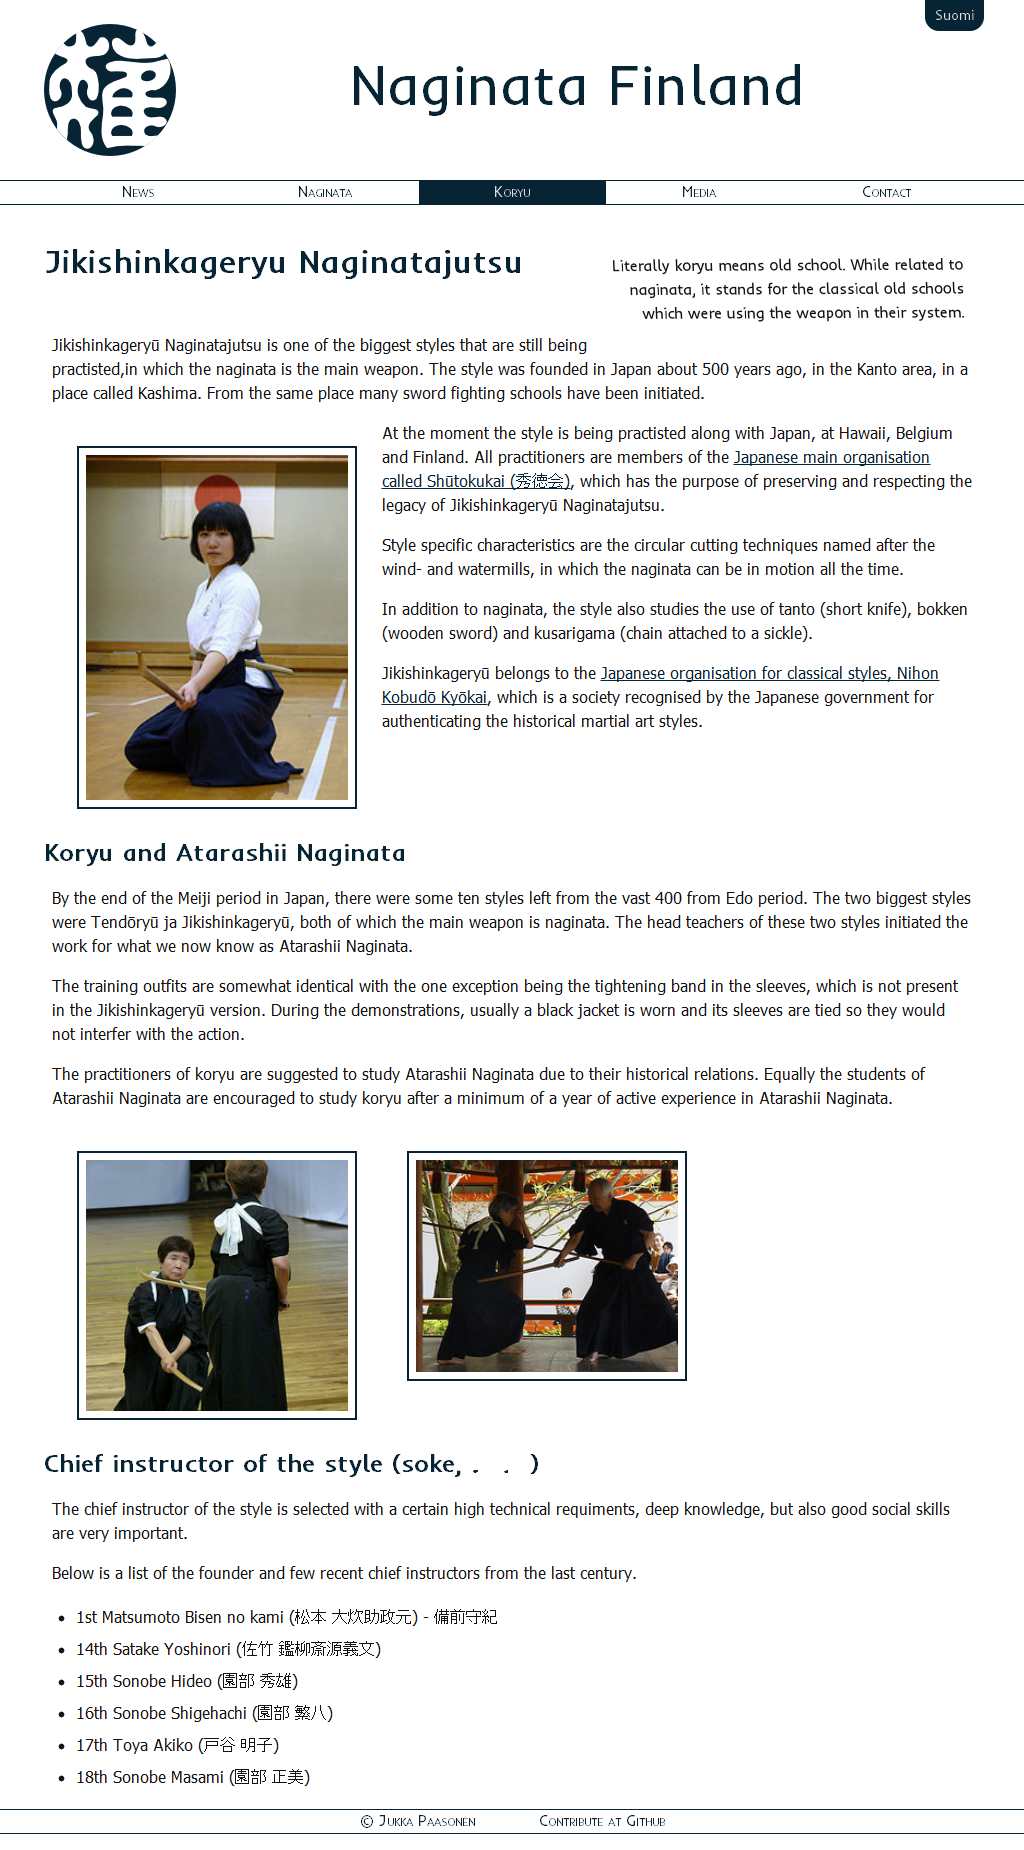 Suomi
Naginata Finland
News
Naginata
Koryu
Media
Contact
Jikishinkageryu Naginatajutsu
Literally koryu means old school. While related to
naginata, it stands for the classical old schools
which were using the weapon in their system.
Jikishinkageryū Naginatajutsu is one of the biggest styles that are still being
practisted,in which the naginata is the main weapon. The style was founded in Japan about 500 years ago, in the Kanto area, in a
place called Kashima. From the same place many sword fighting schools have been initiated.
At the moment the style is being practisted along with Japan, at Hawaii, Belgium
and Finland. All practitioners are members of the Japanese main organisation
called Shūtokukai (秀徳会), which has the purpose of preserving and respecting the
legacy of Jikishinkageryū Naginatajutsu.
Style specific characteristics are the circular cutting techniques named after the
wind- and watermills, in which the naginata can be in motion all the time.
In addition to naginata, the style also studies the use of tanto (short knife), bokken
(wooden sword) and kusarigama (chain attached to a sickle).
Jikishinkageryū belongs to the Japanese organisation for classical styles, Nihon
Kobudō Kyōkai, which is a society recognised by the Japanese government for
authenticating the historical martial art styles.
Koryu and Atarashii Naginata
By the end of the Meiji period in Japan, there were some ten styles left from the vast 400 from Edo period. The two biggest styles
were Tendōryū ja Jikishinkageryū, both of which the main weapon is naginata. The head teachers of these two styles initiated the
work for what we now know as Atarashii Naginata.
The training outfits are somewhat identical with the one exception being the tightening band in the sleeves, which is not present
in the Jikishinkageryū version. During the demonstrations, usually a black jacket is worn and its sleeves are tied so they would
not interfer with the action.
The practitioners of koryu are suggested to study Atarashii Naginata due to their historical relations. Equally the students of
Atarashii Naginata are encouraged to study koryu after a minimum of a year of active experience in Atarashii Naginata.
Chief instructor of the style (soke, )
The chief instructor of the style is selected with a certain high technical requiments, deep knowledge, but also good social skills
are very important.
Below is a list of the founder and few recent chief instructors from the last century.
• 1st Matsumoto Bisen no kami (松本 大炊助政元) - 備前守紀
• 14th Satake Yoshinori (佐竹 鑑柳斎源義文)
• 15th Sonobe Hideo (園部 秀雄)
• 16th Sonobe Shigehachi (園部 繁八)
• 17th Toya Akiko (戸谷 明子)
• 18th Sonobe Masami (園部 正美)
© Jukka Paasonen
Contribute at Github